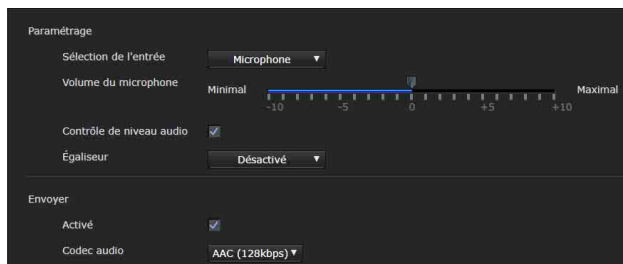 Paramétrage
Sélection de l'entrée Microphone
Volume du microphone Minimal Maximal
-10 -5 0 +5 +10
Contrôle de niveau audio
Égaliseur Désactivé
Envoyer
Activé
Codec audio AAC (128kbps)